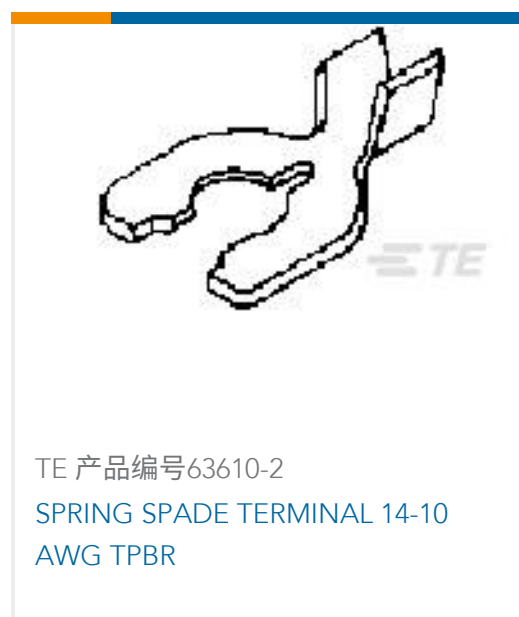 TE
TE 产品编号63610-2
SPRING SPADE TERMINAL 14-10
AWG TPBR